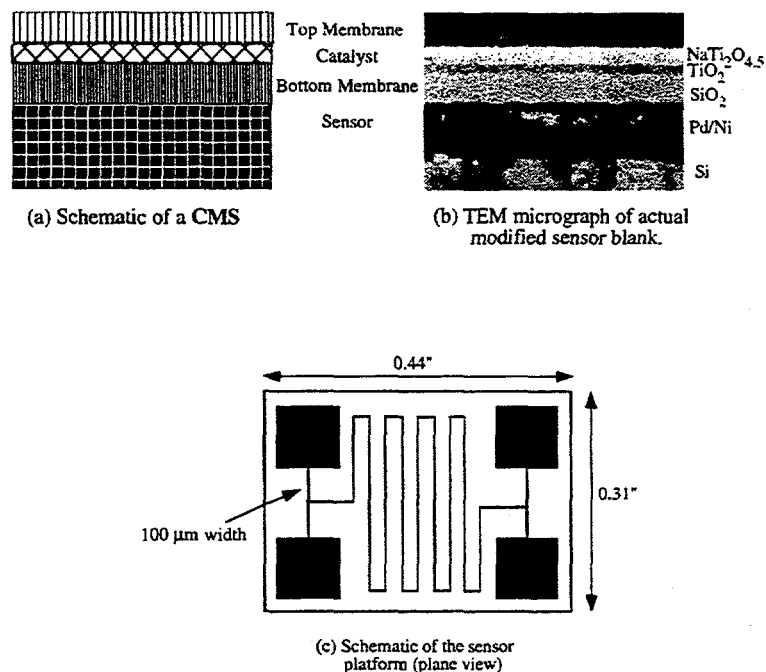 Top Membrane
Catalyst
Bottom Membrane
Sensor
(a) Schematic of a CMS
NaTi2O4.5
TiO2
SiO2
Pd/Ni
Si
(b) TEM micrograph of actual
modified sensor blank.
0.44"
0.31"
100 μm width
(c) Schematic of the sensor
platform (plane view)